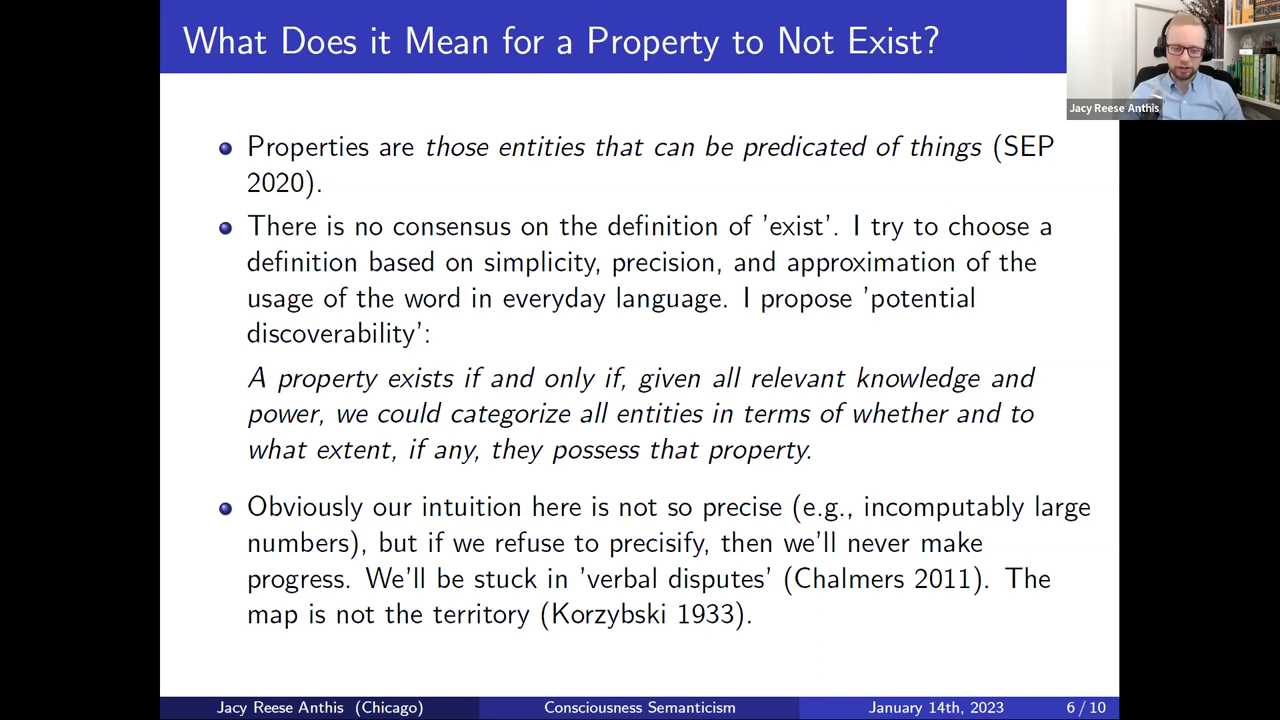 What Does it Mean for a Property to Not Exist?
Jacy Reese Anthis
Properties are those entities that can be predicated of things (SEP
2020).
There is no consensus on the definition of 'exist'. I try to choose a
definition based on simplicity, precision, and approximation of the
usage of the word in everyday language. I propose 'potential
discoverability':
A property exists if and only if, given all relevant knowledge and
power, we could categorize all entities in terms of whether and to
what extent, if any, they possess that property.
Obviously our intuition here is not so precise (e.g., incomputably large
numbers), but if we refuse to precisify, then we'll never make
progress. We'll be stuck in 'verbal disputes' (Chalmers 2011). The
map is not the territory (Korzybski 1933).
Jacy Reese Anthis (Chicago)
Consciousness Semanticism
January 14th, 2023
6 / 10